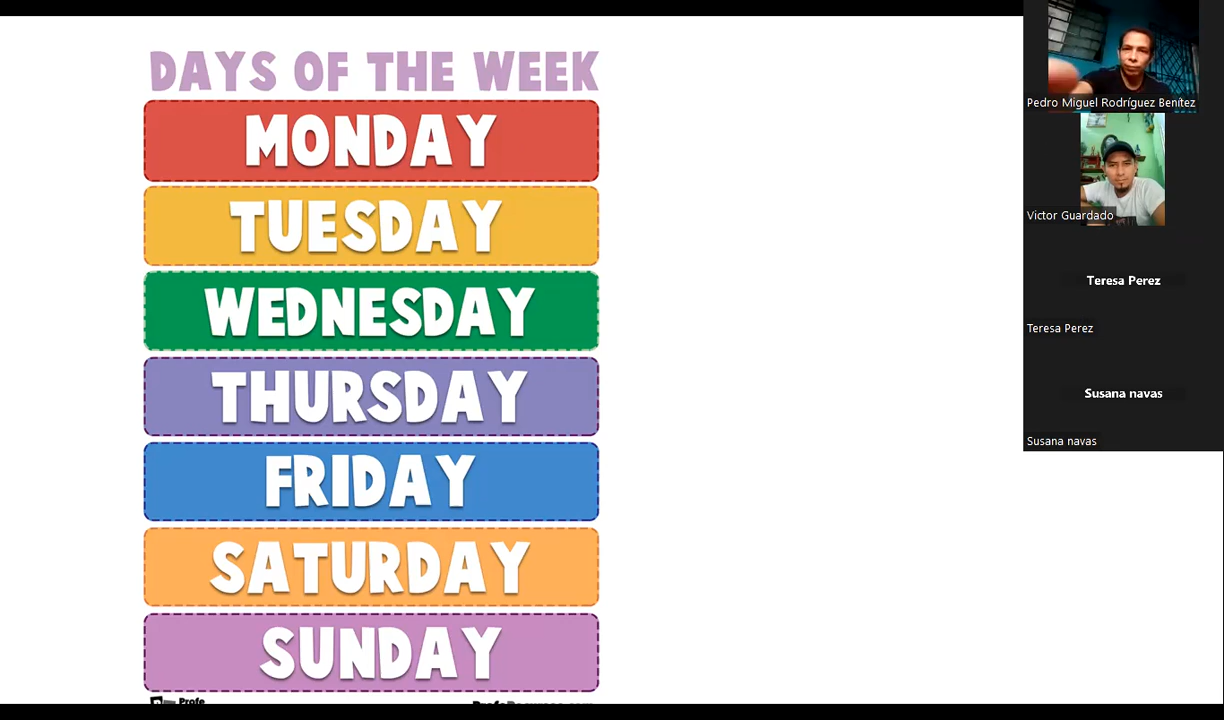 DAYS OF THE WEEK
MONDAY
TUESDAY
WEDNESDAY
THURSDAY
FRIDAY
SATURDAY
SUNDAY
Profe
Pedro Miguel Rodríguez Benítez
Victor Guardado
Teresa Perez
Teresa Perez
Susana navas
Susana navas